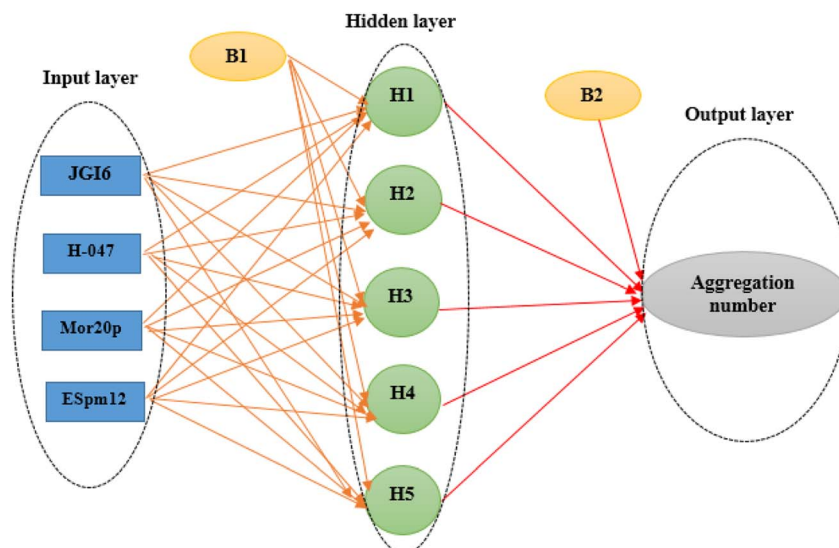 Hidden layer
B1
Input layer
H1
B2
Output layer
JGI6
H2
H-047
H3
Aggregation
number
Mor20p
ESpm12
H4
H5